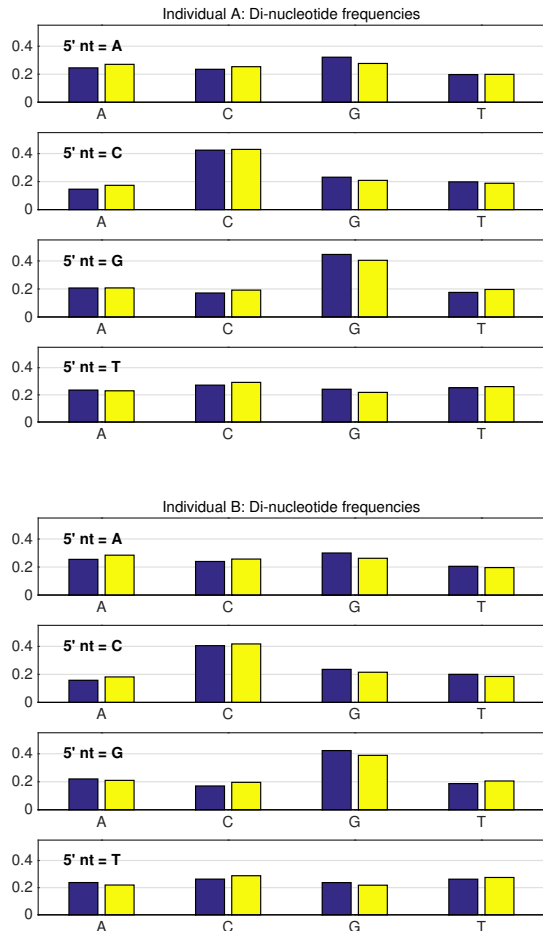 Individual A: Di-nucleotide frequencies
0.4
5' nt = A
0.2
0
A C G T
0.4
5' nt = C
0.2
0
A C G T
0.4
5' nt = G
0.2
0
A C G T
0.4
5' nt = T
0.2
0
A C G T
Individual B: Di-nucleotide frequencies
0.4
5' nt = A
0.2
0
A C G T
0.4
5' nt = C
0.2
0
A C G T
0.4
5' nt = G
0.2
0
A C G T
0.4
5' nt = T
0.2
0
A C G T